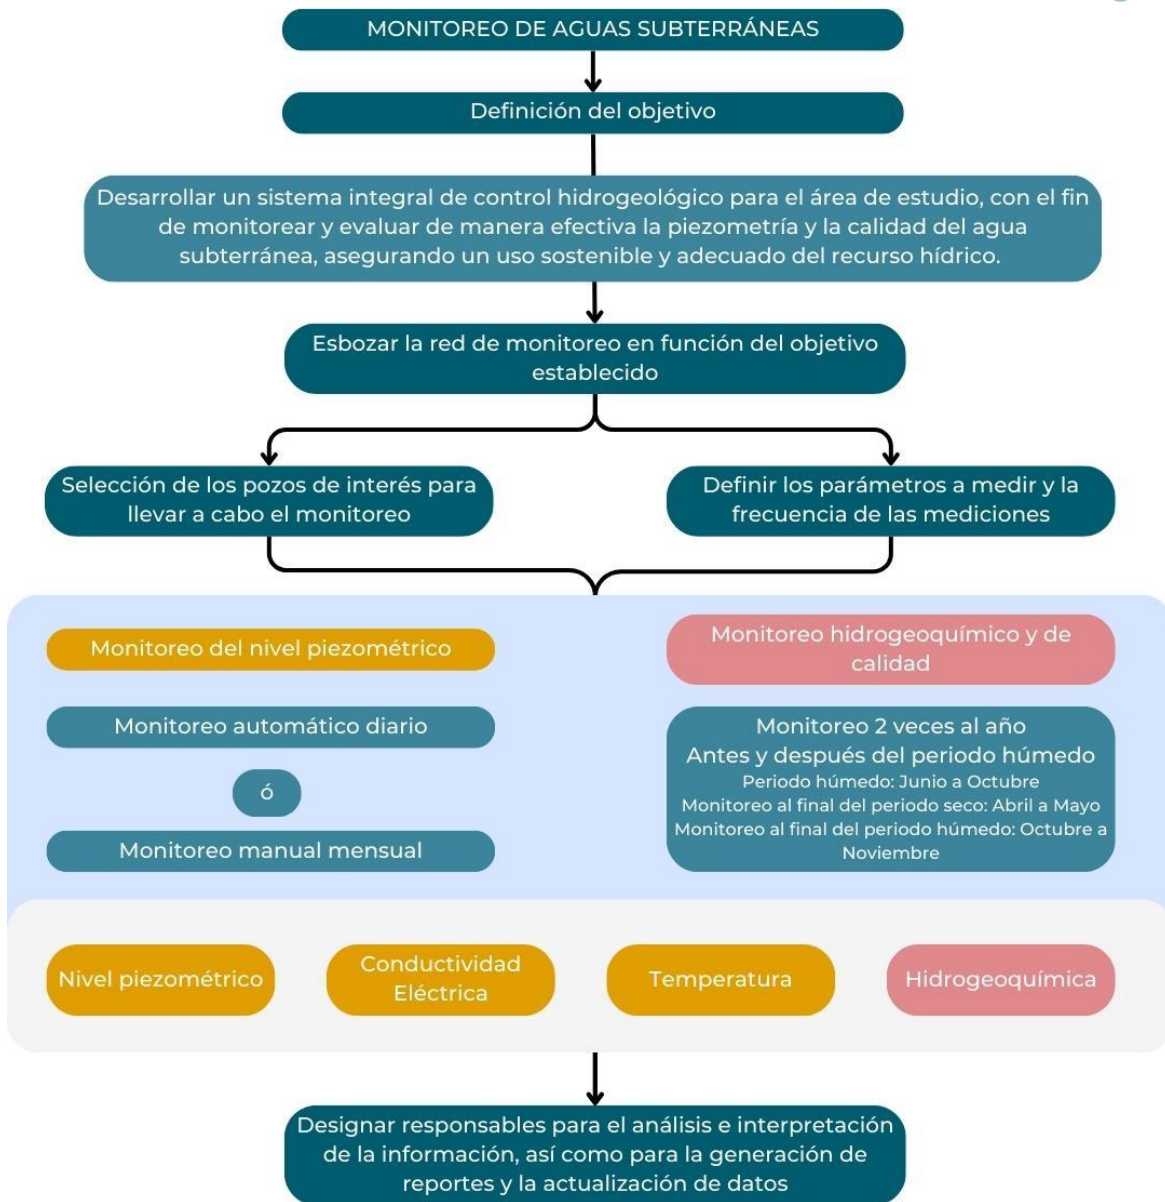 MONITOREO DE AGUAS SUBTERRÁNEAS
Definición del objetivo
Desarrollar un sistema integral de control hidrogeológico para el área de estudio, con el fin
de monitorear y evaluar de manera efectiva la piezometría y la calidad del agua
subterránea, asegurando un uso sostenible y adecuado del recurso hídrico.
Esbozar la red de monitoreo en función del objetivo
establecido
Selección de los pozos de interés para
llevar a cabo el monitoreo
Definir los parámetros a medir y la
frecuencia de las mediciones
Monitoreo del nivel piezométrico
Monitoreo automático diario
ó
Monitoreo manual mensual
Monitoreo hidrogeoquímico y de
calidad
Monitoreo 2 veces al año
Antes y después del periodo húmedo
Periodo húmedo: Junio a Octubre
Monitoreo al final del periodo seco: Abril a Mayo
Monitoreo al final del periodo húmedo: Octubre a
Noviembre
Nivel piezométrico
Conductividad
Eléctrica
Temperatura
Hidrogeoquímica
Designar responsables para el análisis e interpretación
de la información, así como para la generación de
reportes y la actualización de datos